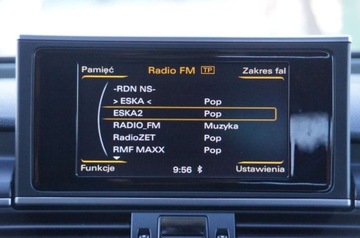 Pamięć Radio FM TP Zakres fal
-RDN NS-
> ESKA < Pop
ESKA2 Pop
RADIO_FM Muzyka
RadioZET Pop
RMF MAXX Pop
Funkcje 9:56 Ustawienia